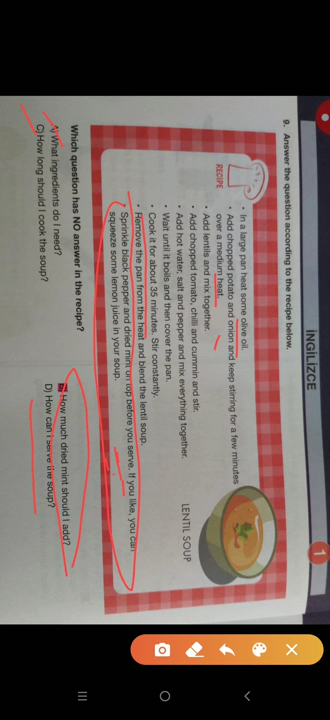 İNGİLİZCE
1
9. Answer the question according to the recipe below.
RECIPE
• In a large pan heat some olive oil.
• Add chopped potato and onion and keep stirring for a few minutes
over a medium heat.
• Add lentils and mix together.
• Add chopped tomato, chilli and cummin and stir.
• Add hot water, salt and pepper and mix everything together.
• Wait until it boils and then cover the pan.
• Cook it for about 35 minutes. Stir constantly.
• Remove the pan from the heat and blend the lentil soup.
• Sprinkle black pepper and dried mint on top before you serve. If you like, you can
squeeze some lemon juice in your soup.
LENTIL SOUP
Which question has NO answer in the recipe?
A) What ingredients do I need?
How much dried mint should I add?
C) How long should I cook the soup?
D) How can I serve the soup?